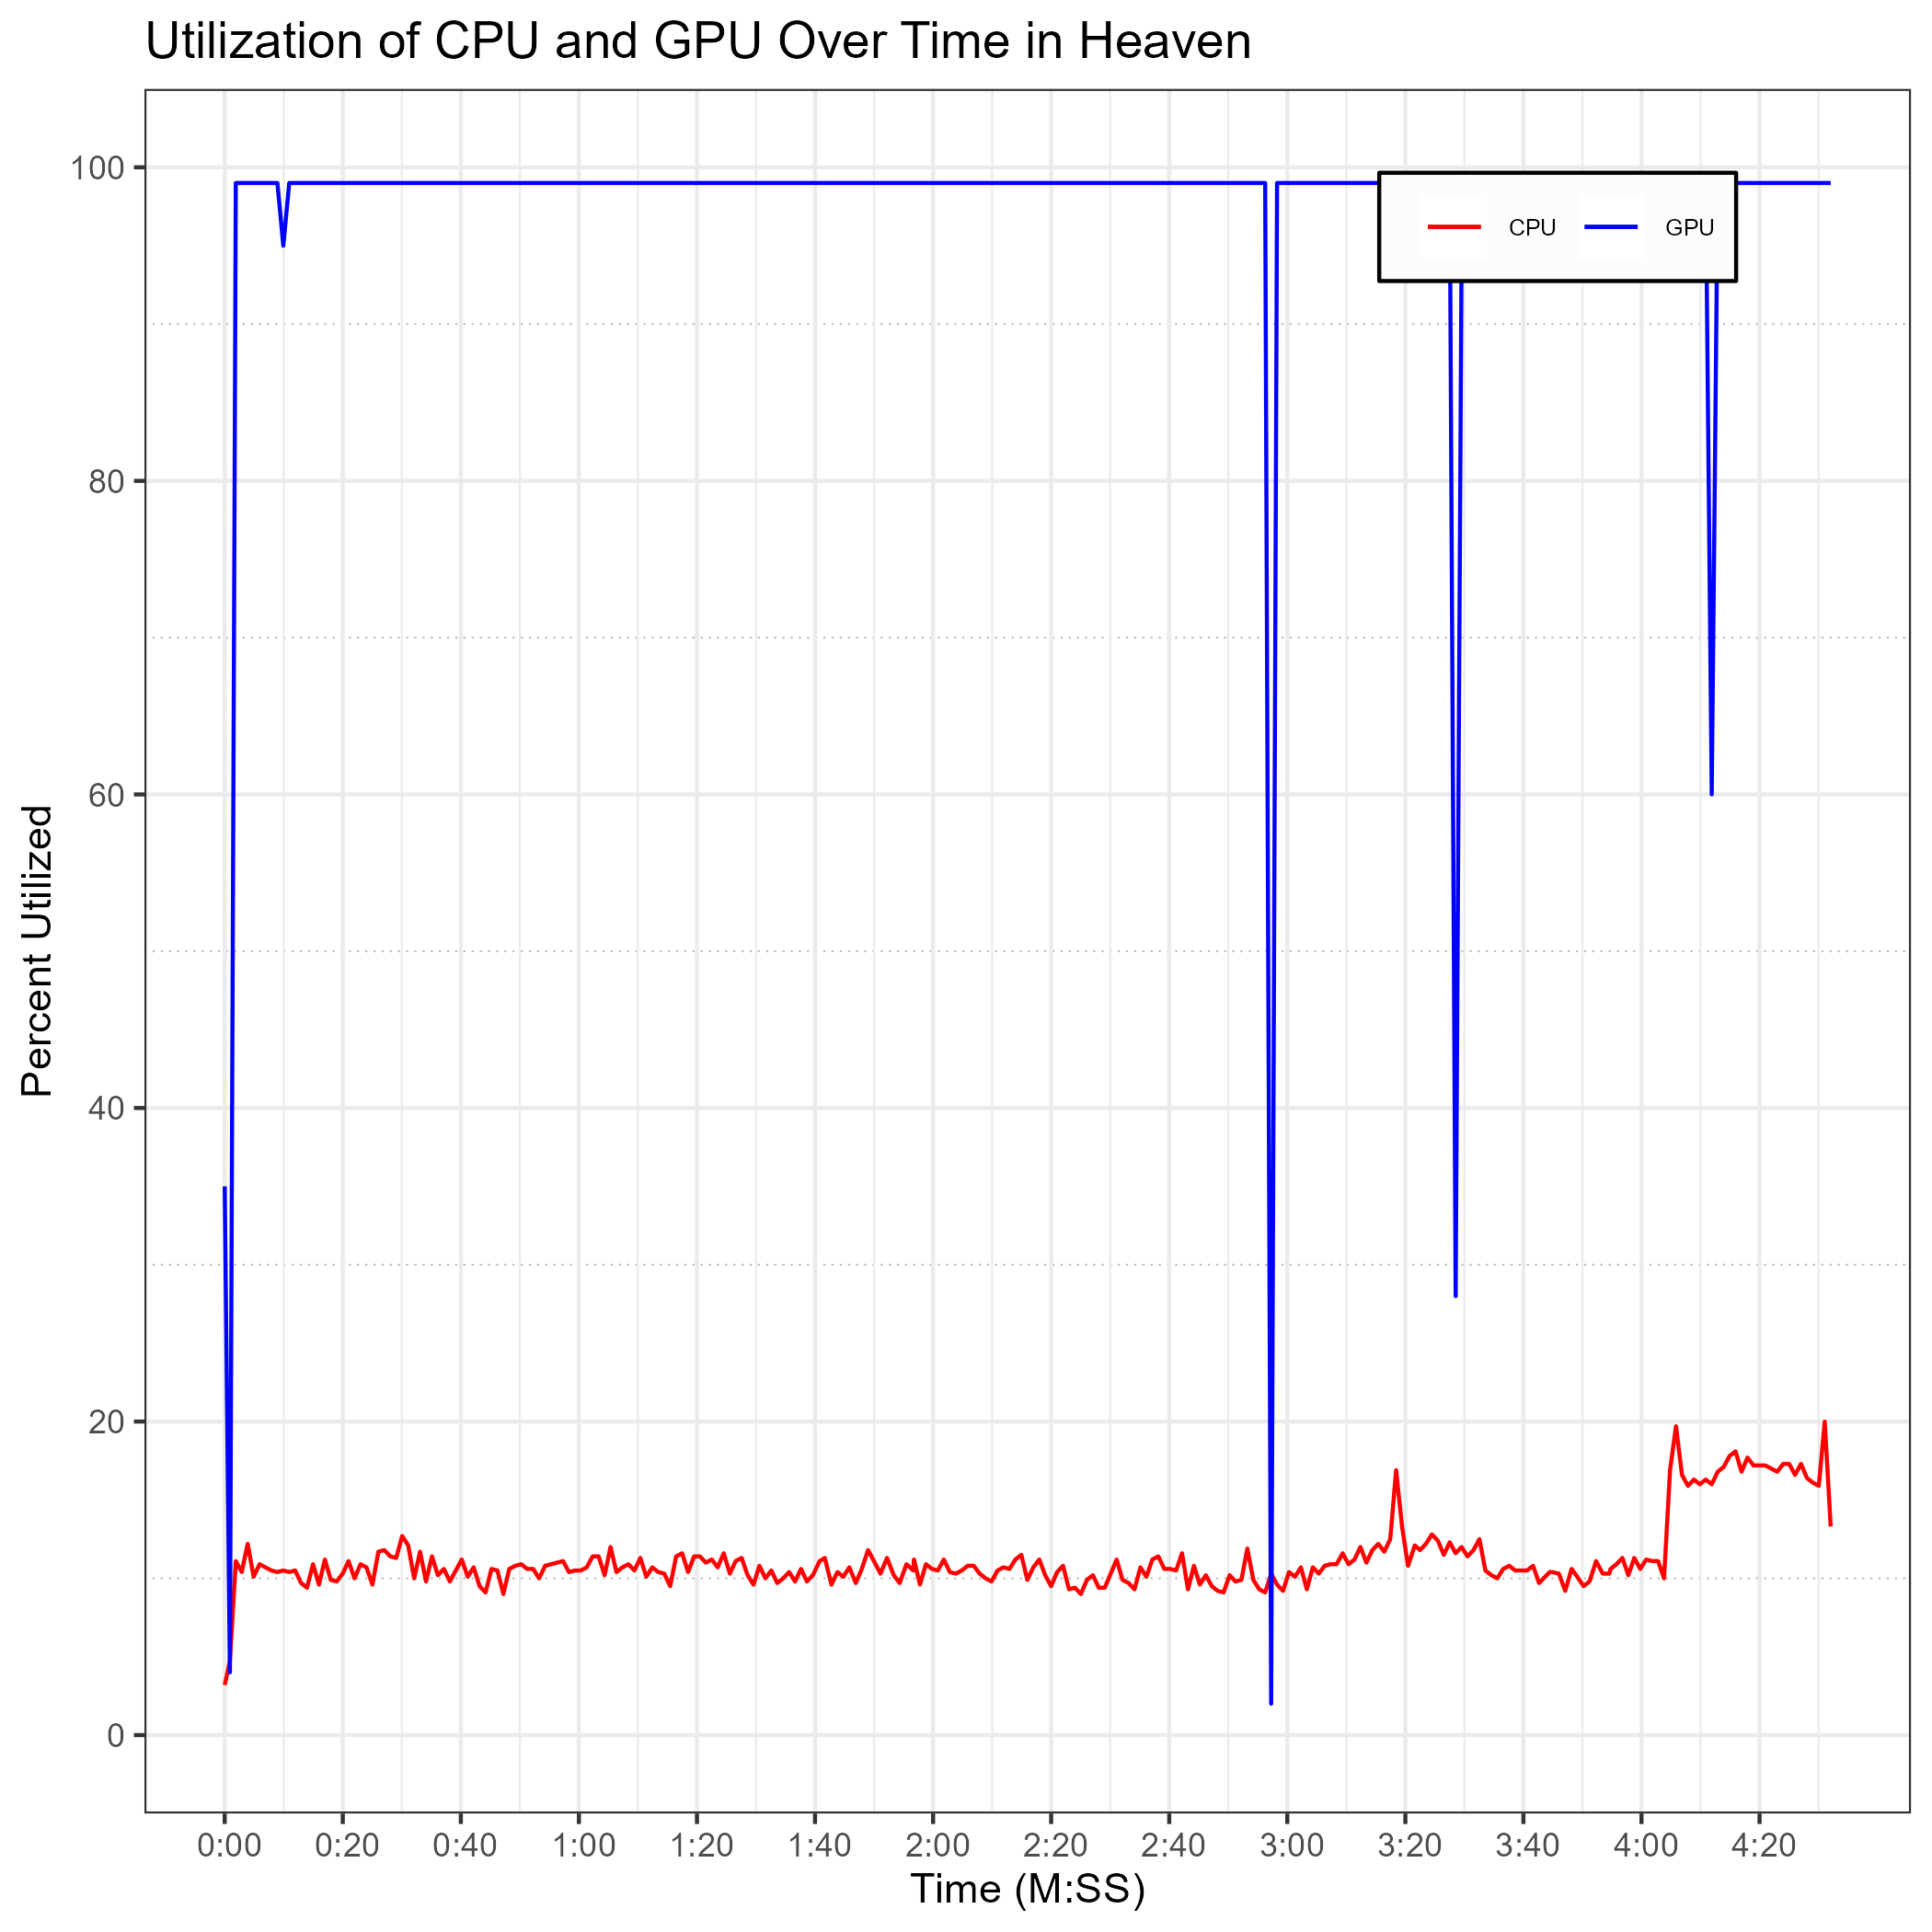 Utilization of CPU and GPU Over Time in Heaven
100
CPU GPU
80
60
Percent Utilized
40
20
0
0:00 0:20 0:40 1:00 1:20 1:40 2:00 2:20 2:40 3:00 3:20 3:40 4:00 4:20
Time (M:SS)